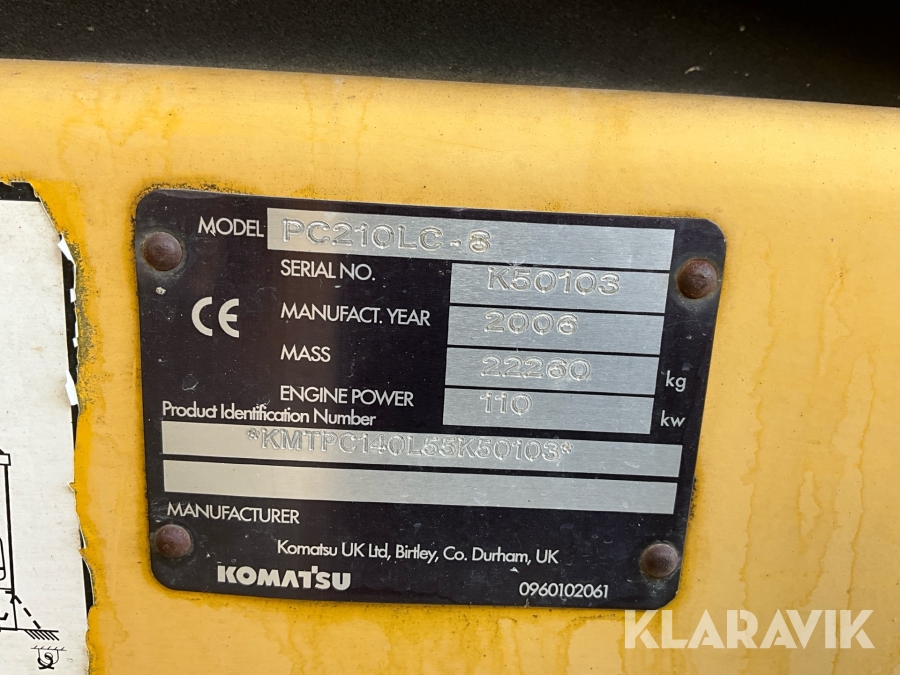 MODEL PC210LC-8
SERIAL NO. K50103
CE
MANUFACT. YEAR 2006
MASS 22260 kg
ENGINE POWER 110 kw
Product Identification Number
*KMTPC140L55K50103*
MANUFACTURER
Komatsu UK Ltd, Birtley, Co. Durham, UK
KOMATSU 0960102061
KLARAVIK